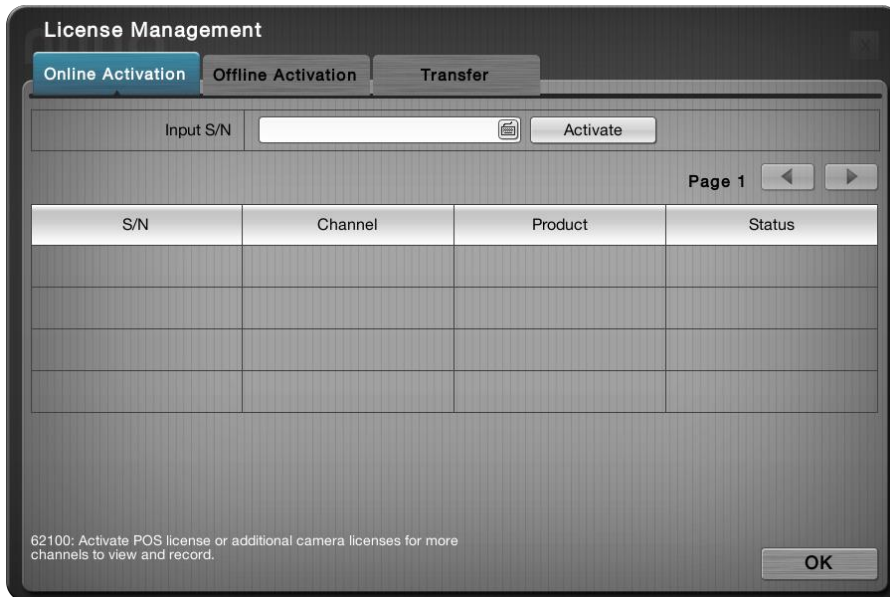 License Management
Online Activation Offline Activation Transfer
Input S/N Activate
Page 1
S/N Channel Product Status
62100: Activate POS license or additional camera licenses for more
channels to view and record.
OK